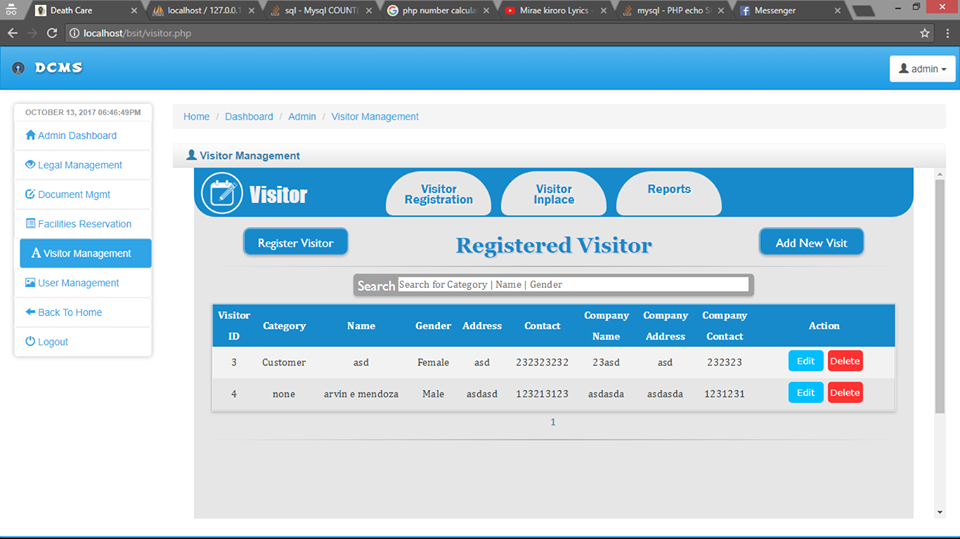 Death Care
localhost / 127.0.0.1
sql - Mysql COUNT(
php number calcula
Mirae kiroro Lyrics -
mysql - PHP echo S
Messenger
localhost/bsit/visitor.php
DCMS
admin
OCTOBER 13, 2017 06:46:49PM
Admin Dashboard
Legal Management
Document Mgmt
Facilities Reservation
Visitor Management
User Management
Back To Home
Logout
Home / Dashboard / Admin / Visitor Management
Visitor Management
Visitor
Visitor
Registration
Visitor
Inplace
Reports
Register Visitor
Registered Visitor
Add New Visit
Search Search for Category | Name | Gender
Visitor ID Category Name Gender Address Contact Company Name Company Address Company Contact Action
3 Customer asd Female asd 232323232 23asd asd 232323 Edit Delete
4 none arvin e mendoza Male asdasd 123213123 asdasda asdasda 1231231 Edit Delete
1